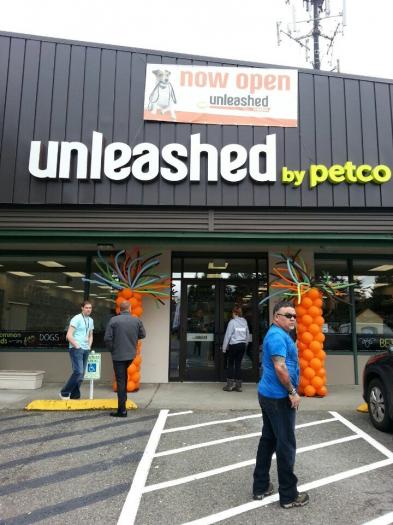 now open
unleashed
unleashed by petco
DOGS